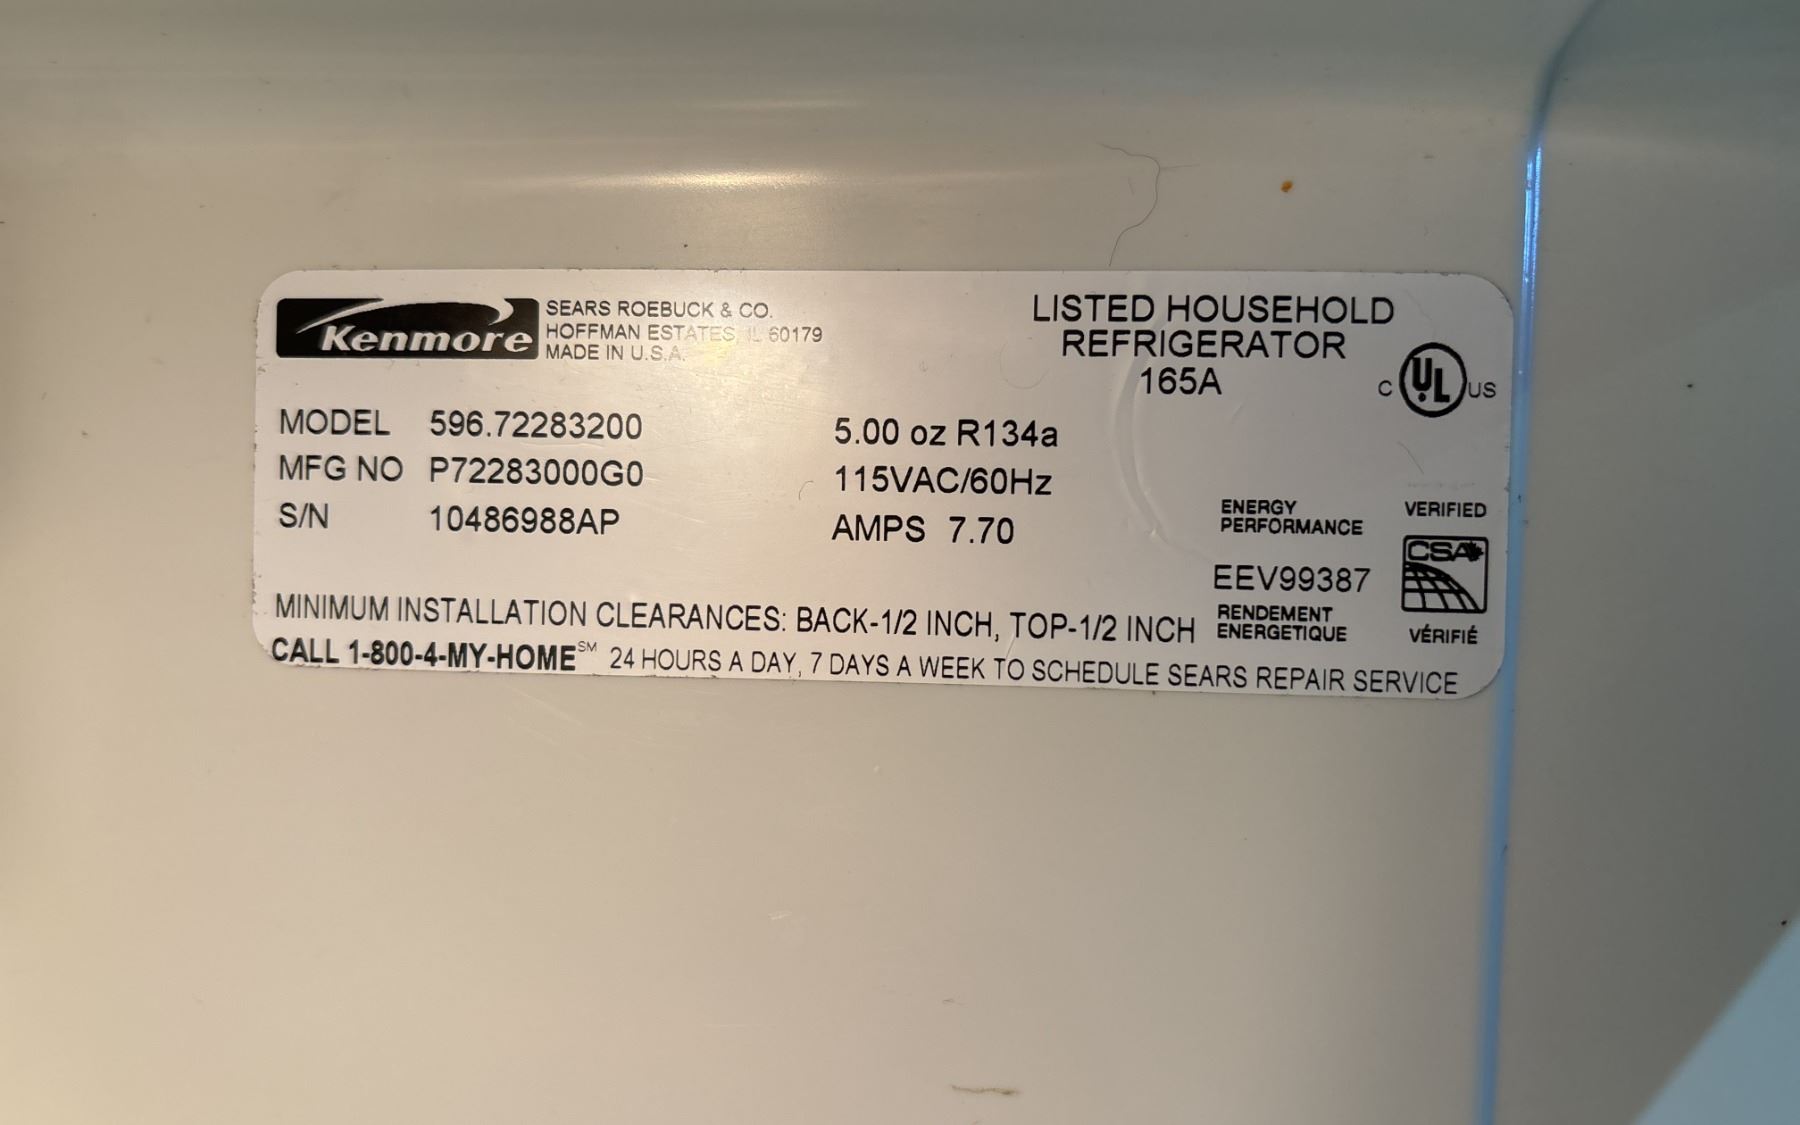 Kenmore
SEARS ROEBUCK & CO.
HOFFMAN ESTATES, IL 60179
MADE IN U.S.A.
LISTED HOUSEHOLD
REFRIGERATOR
165A
C UL US
MODEL 596.72283200
MFG NO P72283000G0
S/N 10486988AP
5.00 oz R134a
115VAC/60Hz
AMPS 7.70
ENERGY
PERFORMANCE
VERIFIED
CSA
EEV99387
RENDEMENT
ENERGETIQUE
VÉRIFIÉ
MINIMUM INSTALLATION CLEARANCES: BACK-1/2 INCH, TOP-1/2 INCH
CALL 1-800-4-MY-HOME℠ 24 HOURS A DAY, 7 DAYS A WEEK TO SCHEDULE SEARS REPAIR SERVICE